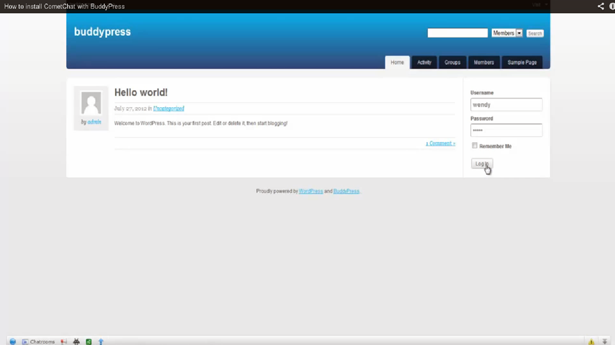 How to install CometChat with BuddyPress
buddypress
Members
Search
Home Activity Groups Members Sample Page
Hello world!
July 27, 2012 in Uncategorized
by admin
Welcome to WordPress. This is your first post. Edit or delete it, then start blogging!
1 Comment »
Username
wendy
Password
•••••
Remember Me
Log In
Proudly powered by WordPress and BuddyPress.
Chatrooms